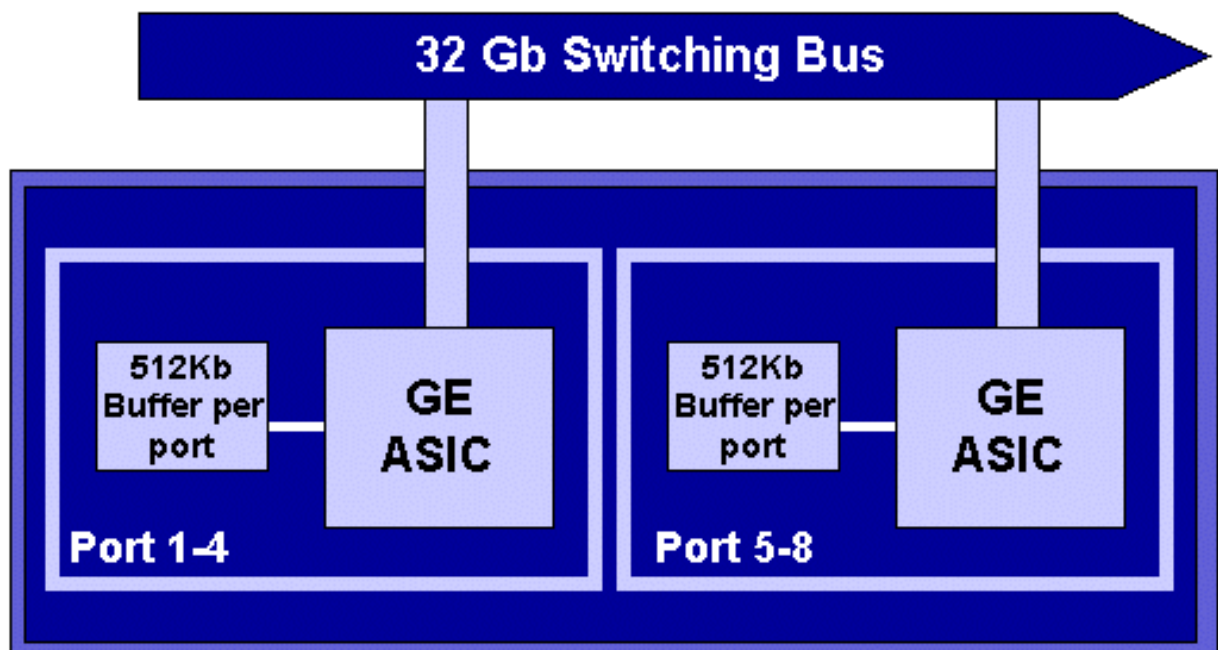 32 Gb Switching Bus
512Kb
Buffer per
port
GE
ASIC
Port 1-4
512Kb
Buffer per
port
GE
ASIC
Port 5-8